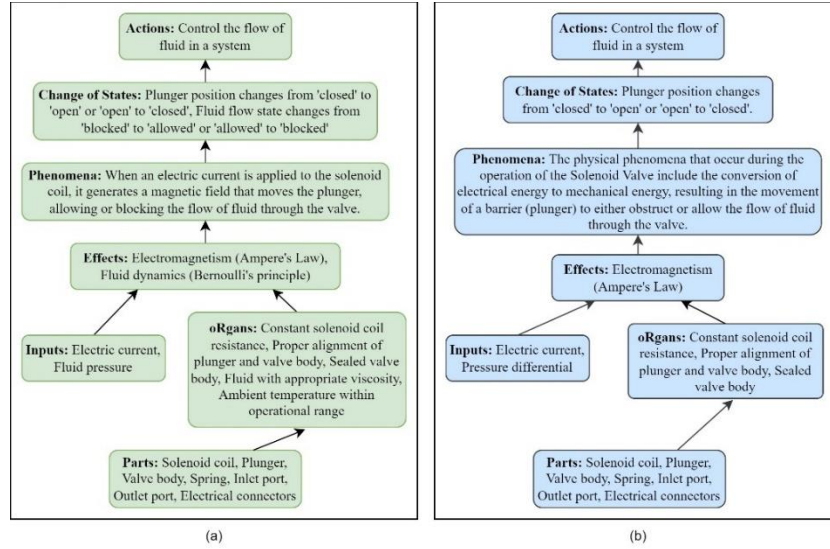 Actions: Control the flow of
fluid in a system
Change of States: Plunger position changes from 'closed' to
'open' or 'open' to 'closed', Fluid flow state changes from
'blocked' to 'allowed' or 'allowed' to 'blocked'
Phenomena: When an electric current is applied to the solenoid
coil, it generates a magnetic field that moves the plunger,
allowing or blocking the flow of fluid through the valve.
Effects: Electromagnetism (Ampere's Law),
Fluid dynamics (Bernoulli's principle)
Inputs: Electric current,
Fluid pressure
oRgans: Constant solenoid coil
resistance, Proper alignment of
plunger and valve body, Sealed valve
body, Fluid with appropriate viscosity,
Ambient temperature within
operational range
Parts: Solenoid coil, Plunger,
Valve body, Spring, Inlet port,
Outlet port, Electrical connectors
(a)
Actions: Control the flow of
fluid in a system
Change of States: Plunger position changes
from 'closed' to 'open' or 'open' to 'closed'.
Phenomena: The physical phenomena that occur during the
operation of the Solenoid Valve include the conversion of
electrical energy to mechanical energy, resulting in the movement
of a barrier (plunger) to either obstruct or allow the flow of fluid
through the valve.
Effects: Electromagnetism
(Ampere's Law)
Inputs: Electric current,
Pressure differential
oRgans: Constant solenoid coil
resistance, Proper alignment of
plunger and valve body, Sealed
valve body
Parts: Solenoid coil, Plunger,
Valve body, Spring, Inlet port,
Outlet port, Electrical connectors
(b)